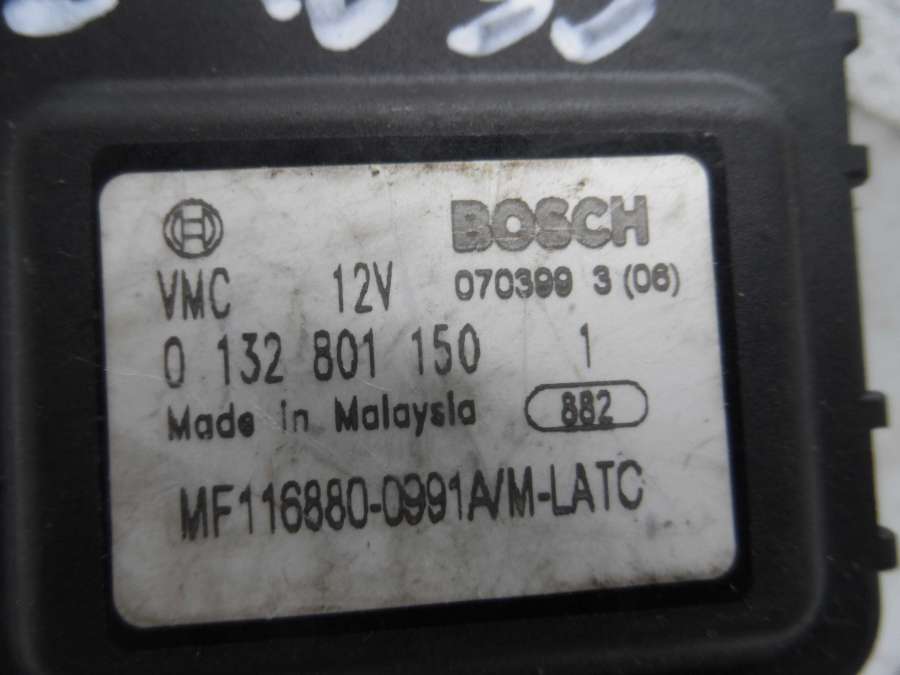 BOSCH
VMC 12V 070399 3 (06)
0 132 801 150 1
Made in Malaysia 882
MF116880-0991A/M-LATC